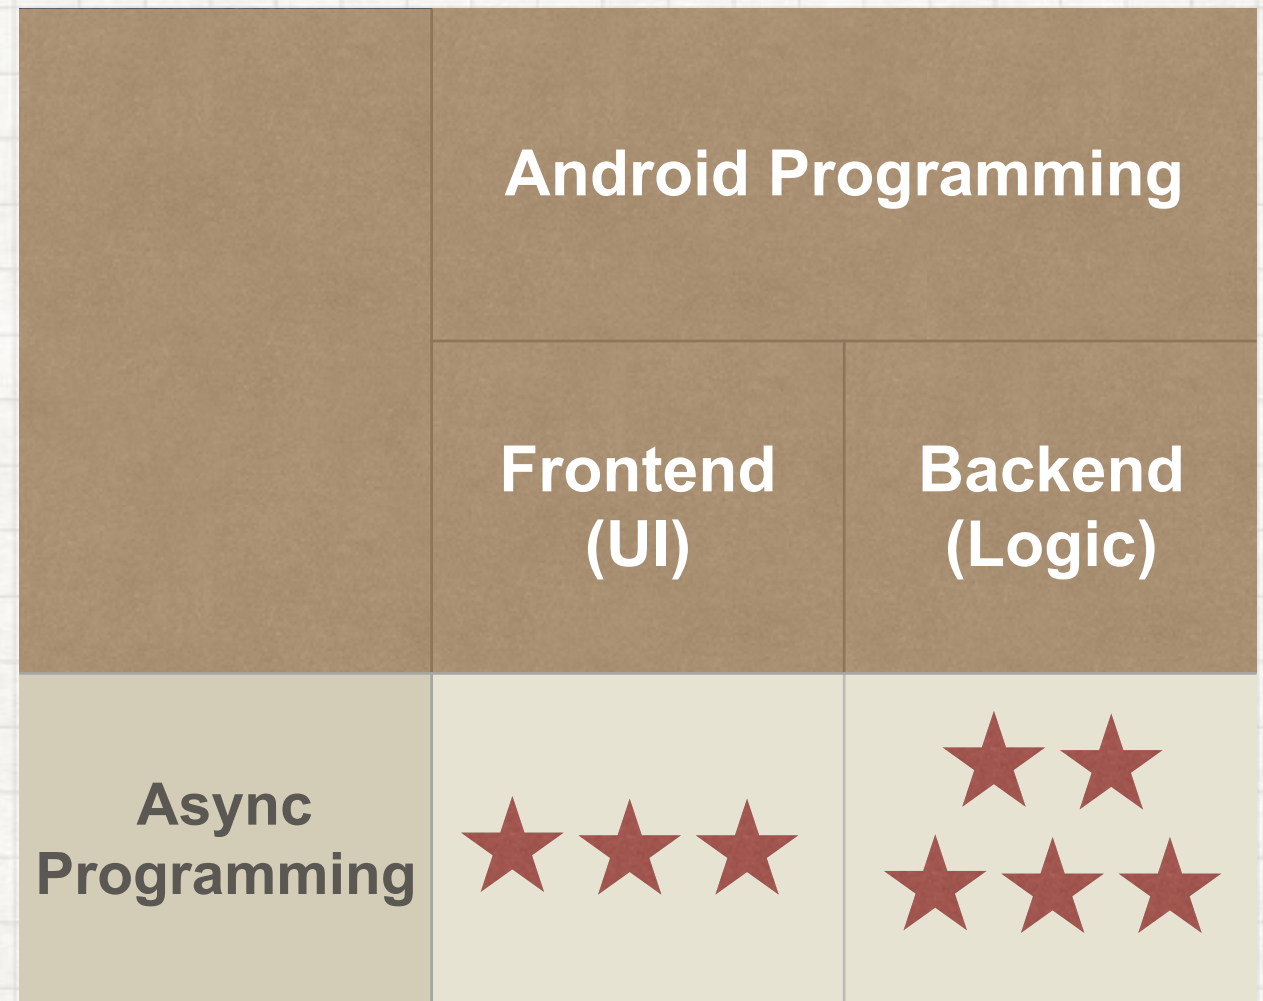 Android Programming
Frontend
(UI)
Backend
(Logic)
Async
Programming